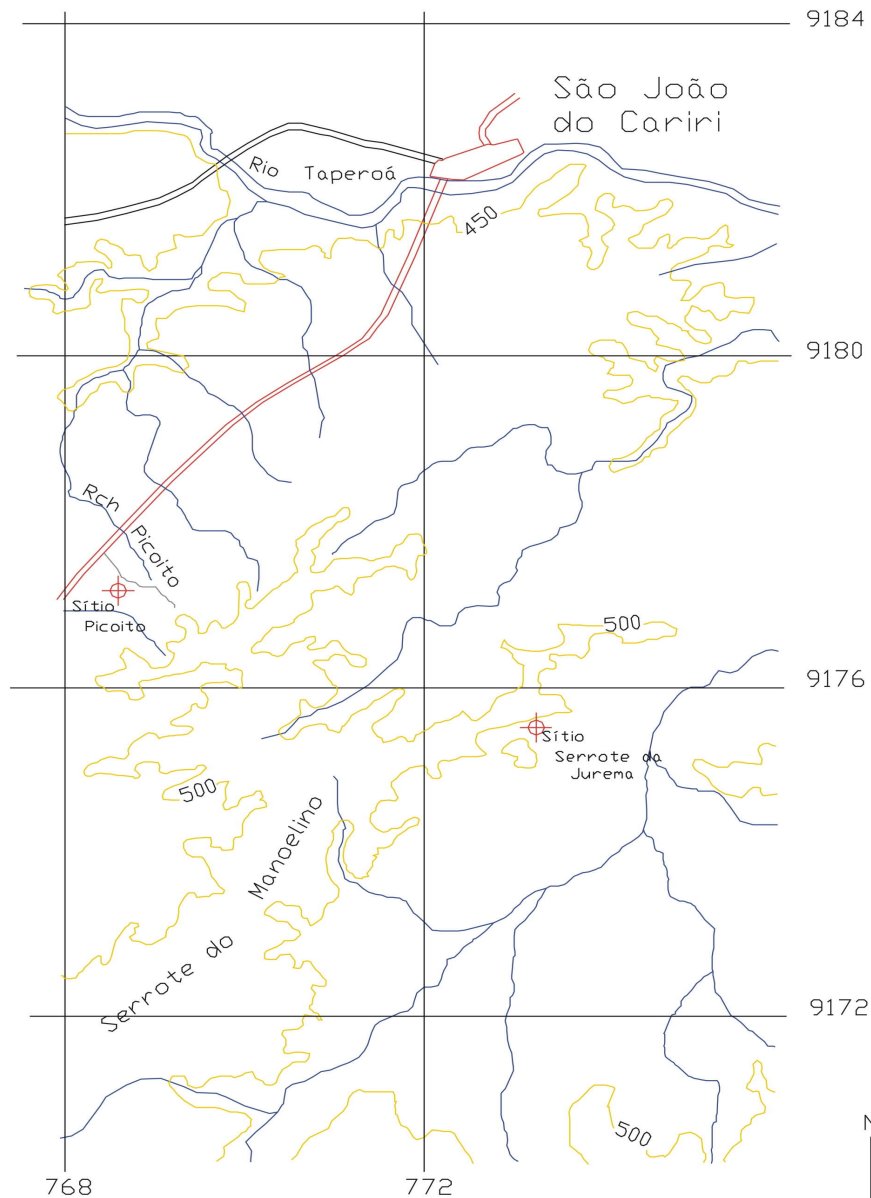 9184
São João
do Cariri
Rio Taperoá
450
9180
Rch Picoito
Sítio
Picoito
500
9176
Sítio
Serrote da
Jurema
500
Serrote do Manoelino
9172
500
N
768
772